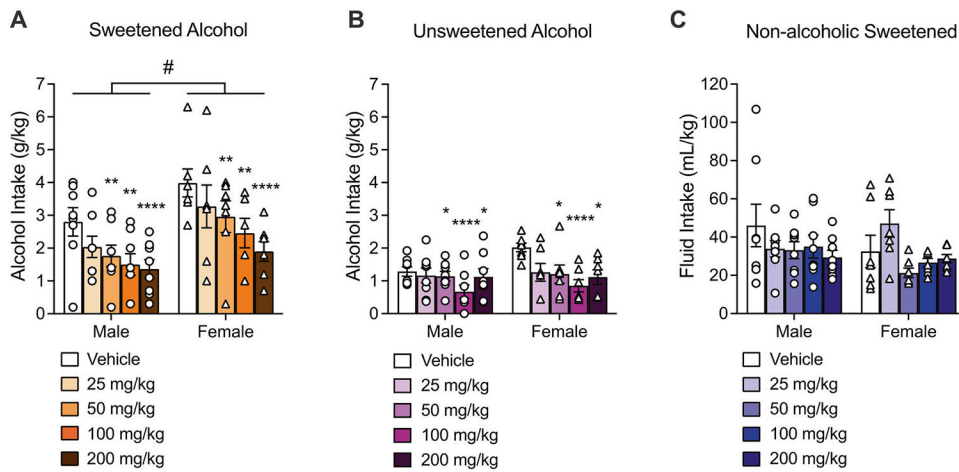 A Sweetened Alcohol
B Unsweetened Alcohol
C Non-alcoholic Sweetened
Alcohol Intake (g/kg)
7
6
5
4
3
2
1
0
#
** ** ****
** ** ****
Male Female
Vehicle
25 mg/kg
50 mg/kg
100 mg/kg
200 mg/kg
Alcohol Intake (g/kg)
7
6
5
4
3
2
1
0
* **** *
* **** *
Male Female
Vehicle
25 mg/kg
50 mg/kg
100 mg/kg
200 mg/kg
Fluid Intake (mL/kg)
120
100
80
60
40
20
0
Male Female
Vehicle
25 mg/kg
50 mg/kg
100 mg/kg
200 mg/kg